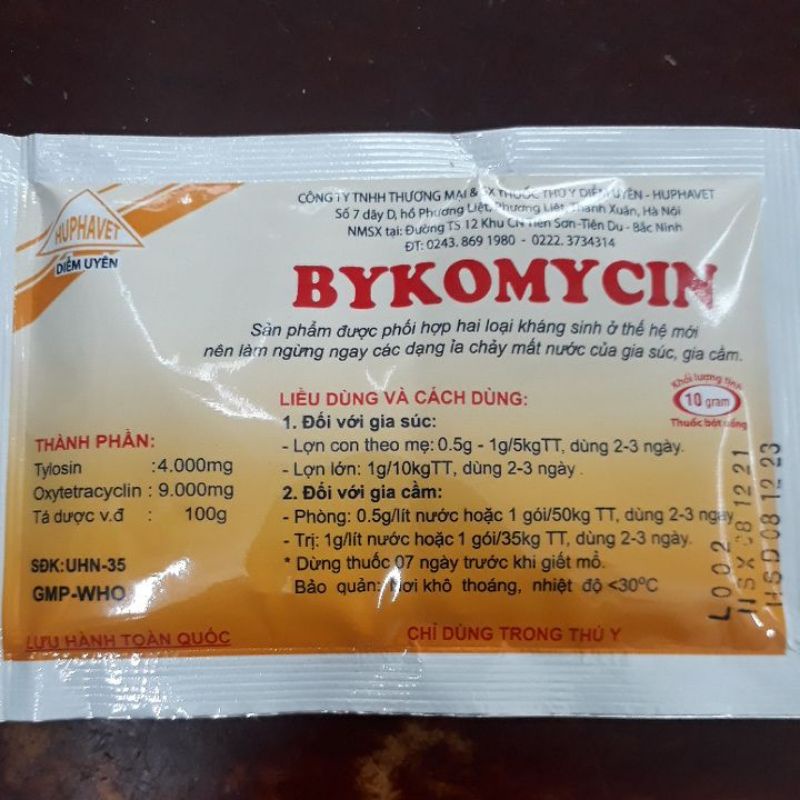 HUPHAVET
DIỄM UYÊN
CÔNG TY TNHH THƯƠNG MẠI & SX THUỐC THÚ Y DIỄM UYÊN - HUPHAVET
Số 7 dãy D, hồ Phương Liệt, Phương Liệt, Thanh Xuân, Hà Nội
NMSX tại: Đường TS 12 Khu CN Tiên Sơn-Tiên Du - Bắc Ninh
ĐT: 0243. 869 1980 - 0222. 3734314
BYKOMYCIN
Sản phẩm được phối hợp hai loại kháng sinh ở thế hệ mới
nên làm ngừng ngay các dạng ỉa chảy mất nước của gia súc, gia cầm.
Khối lượng tịnh
10 gram
Thuốc bột uống
THÀNH PHẦN:
Tylosin :4.000mg
Oxytetracyclin : 9.000mg
Tá dược v.đ : 100g
SĐK:UHN-35
GMP-WHO
LƯU HÀNH TOÀN QUỐC
LIỀU DÙNG VÀ CÁCH DÙNG:
1. Đối với gia súc:
- Lợn con theo mẹ: 0.5g - 1g/5kgTT, dùng 2-3 ngày.
- Lợn lớn: 1g/10kgTT, dùng 2-3 ngày .
2. Đối với gia cầm:
- Phòng: 0.5g/lít nước hoặc 1 gói/50kg TT, dùng 2-3 ngày
- Trị: 1g/lít nước hoặc 1 gói/35kg TT, dùng 2-3 ngày.
* Dừng thuốc 07 ngày trước khi giết mổ.
Bảo quản: Nơi khô thoáng, nhiệt độ <30ºC
CHỈ DÙNG TRONG THÚ Y
L002
NSX 08 12 21
HSD 08 12 23